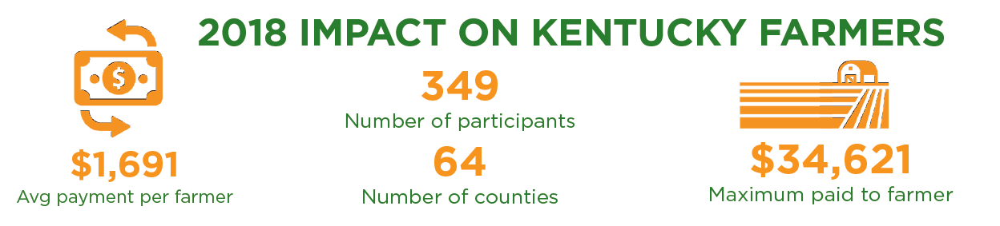 2018 IMPACT ON KENTUCKY FARMERS
$
$1,691
Avg payment per farmer
349
Number of participants
64
Number of counties
$34,621
Maximum paid to farmer